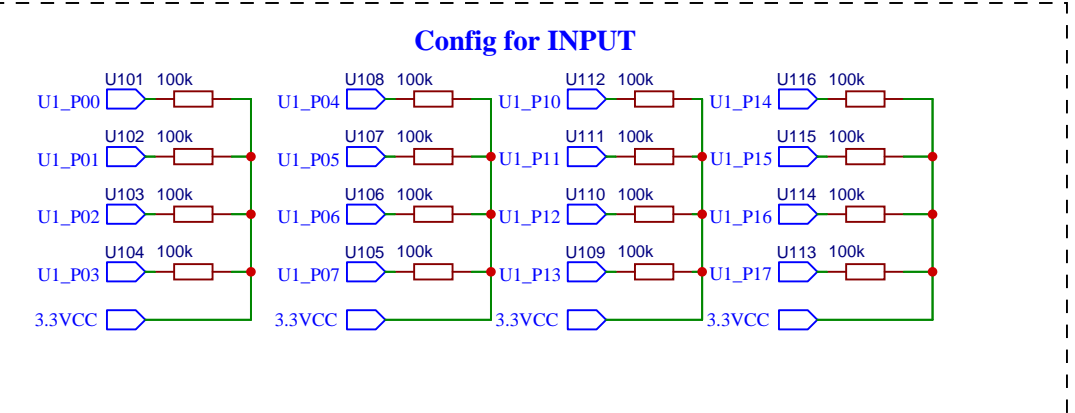 Config for INPUT
U101 100k U108 100k U112 100k U116 100k
U1_P00 U1_P04 U1_P10 U1_P14
U102 100k U107 100k U111 100k U115 100k
U1_P01 U1_P05 U1_P11 U1_P15
U103 100k U106 100k U110 100k U114 100k
U1_P02 U1_P06 U1_P12 U1_P16
U104 100k U105 100k U109 100k U113 100k
U1_P03 U1_P07 U1_P13 U1_P17
3.3VCC 3.3VCC 3.3VCC 3.3VCC